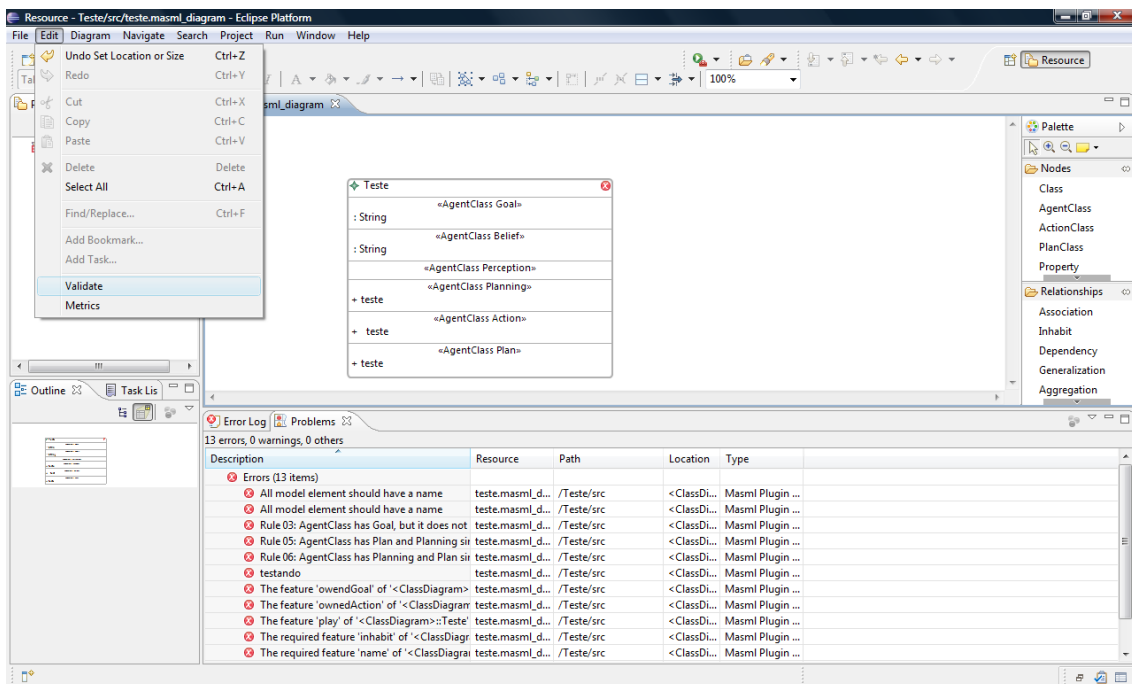 Resource - Teste/src/teste.masml_diagram - Eclipse Platform
File Edit Diagram Navigate Search Project Run Window Help
Undo Set Location or Size Ctrl+Z
Redo Ctrl+Y
Cut Ctrl+X
Copy Ctrl+C
Paste Ctrl+V
Delete Delete
Select All Ctrl+A
Find/Replace... Ctrl+F
Add Bookmark...
Add Task...
Validate
Metrics
100%
Resource
sml_diagram
Teste
«AgentClass Goal»
: String
«AgentClass Belief»
: String
«AgentClass Perception»
«AgentClass Planning»
+ teste
«AgentClass Action»
+ teste
«AgentClass Plan»
+ teste
Palette
Nodes
Class
AgentClass
ActionClass
PlanClass
Property
Relationships
Association
Inhabit
Dependency
Generalization
Aggregation
Outline Task Lis
Error Log Problems
13 errors, 0 warnings, 0 others
Description Resource Path Location Type
Errors (13 items)
All model element should have a name teste.masml_d... /Teste/src <ClassDi... Masml Plugin ...
All model element should have a name teste.masml_d... /Teste/src <ClassDi... Masml Plugin ...
Rule 03: AgentClass has Goal, but it does not teste.masml_d... /Teste/src <ClassDi... Masml Plugin ...
Rule 05: AgentClass has Plan and Planning sir teste.masml_d... /Teste/src <ClassDi... Masml Plugin ...
Rule 06: AgentClass has Planning and Plan sir teste.masml_d... /Teste/src <ClassDi... Masml Plugin ...
testando teste.masml_d... /Teste/src <ClassDi... Masml Plugin ...
The feature 'owendGoal' of '<ClassDiagram> teste.masml_d... /Teste/src <ClassDi... Masml Plugin ...
The feature 'ownedAction' of '<ClassDiagram teste.masml_d... /Teste/src <ClassDi... Masml Plugin ...
The feature 'play' of '<ClassDiagram>::Teste' teste.masml_d... /Teste/src <ClassDi... Masml Plugin ...
The required feature 'inhabit' of '<ClassDiagr teste.masml_d... /Teste/src <ClassDi... Masml Plugin ...
The required feature 'name' of '<ClassDiagra teste.masml_d... /Teste/src <ClassDi... Masml Plugin ...